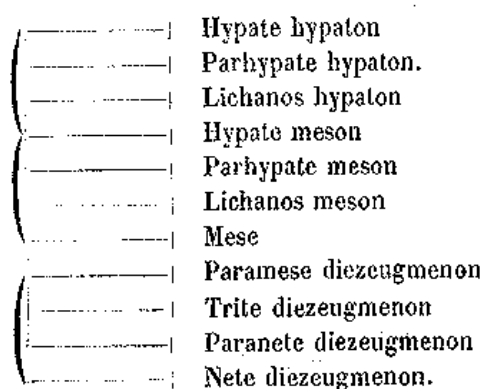 Hypate hypaton
Parhypate hypaton.
Lichanos hypaton
Hypate meson
Parhypate meson
Lichanos meson
Mese
Paramese diezeugmenon
Trite diezeugmenon
Paranete diezeugmenon
Nete diezeugmenon.